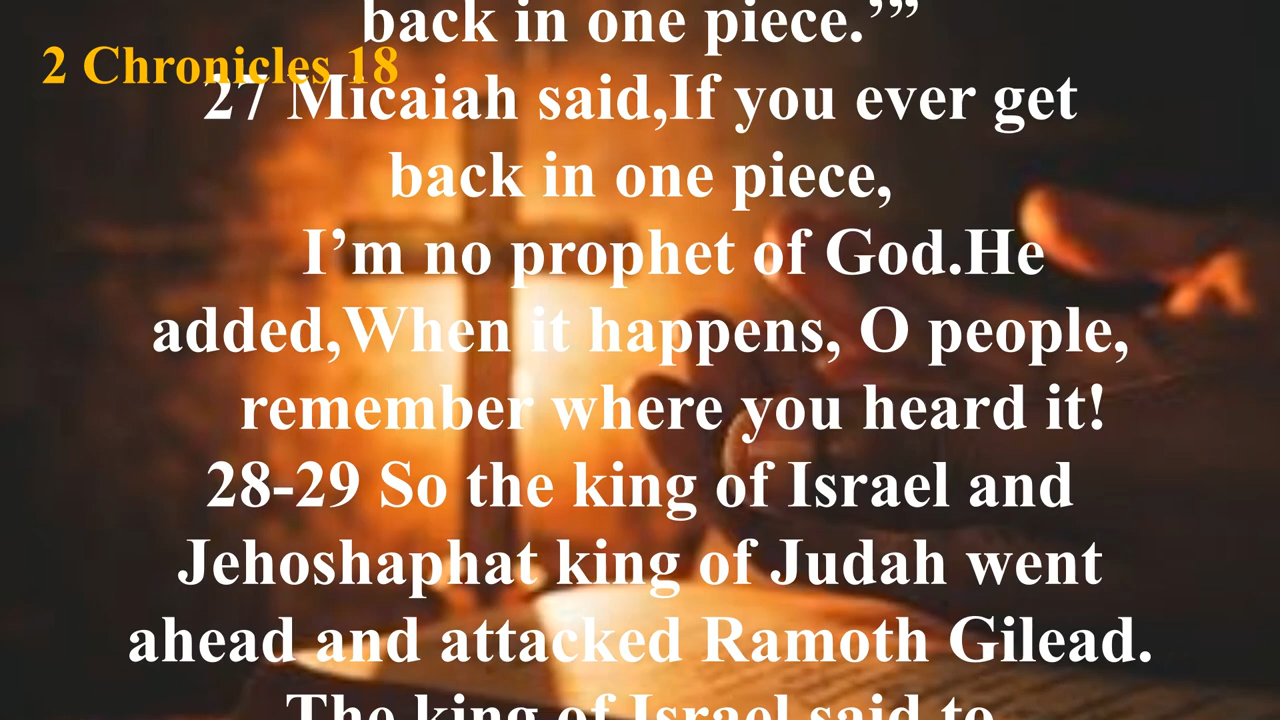 back in one piece.’”
2 Chronicles 18
27 Micaiah said,If you ever get
back in one piece,
I’m no prophet of God.He
added,When it happens, O people,
remember where you heard it!
28-29 So the king of Israel and
Jehoshaphat king of Judah went
ahead and attacked Ramoth Gilead.
The king of Israel said to